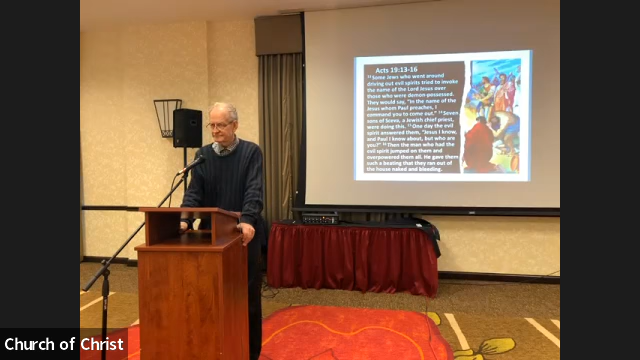 Acts 19:13-16
13 Some Jews who went around
driving out evil spirits tried to invoke
the name of the Lord Jesus over
those who were demon-possessed.
They would say, "In the name of the
Jesus whom Paul preaches, I
command you to come out." 14 Seven
sons of Sceva, a Jewish chief priest,
were doing this. 15 One day the evil
spirit answered them, "Jesus I know,
and Paul I know about, but who are
you?" 16 Then the man who had the
evil spirit jumped on them and
overpowered them all. He gave them
such a beating that they ran out of
the house naked and bleeding.
Church of Christ